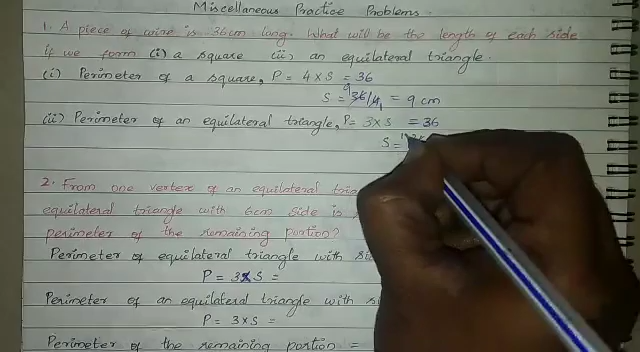 Miscellaneous Practice Problems.
1. A piece of wire is 36cm long. What will be the length of each side
if we form (i) a square (ii) an equilateral triangle.
(i) Perimeter of a square, P = 4 x S = 36
S = 9 36/4 1 = 9 cm
(ii) Perimeter of an equilateral triangle, P = 3 x S = 36
S =
2. From one vertex of an equilateral
equilateral triangle with 6cm side is
perimeter of the remaining portion?
Perimeter of equilateral triangle with
P = 3 x S =
Perimeter of an equilateral triangle with
P = 3 x S =
Perimeter of the remaining portion =